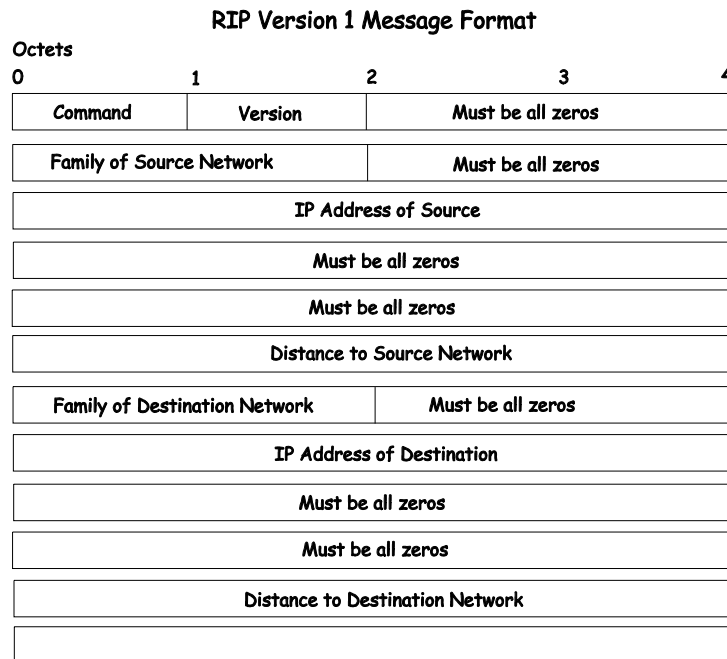 RIP Version 1 Message Format
Octets
0 1 2 3 4
Command Version Must be all zeros
Family of Source Network Must be all zeros
IP Address of Source
Must be all zeros
Must be all zeros
Distance to Source Network
Family of Destination Network Must be all zeros
IP Address of Destination
Must be all zeros
Must be all zeros
Distance to Destination Network